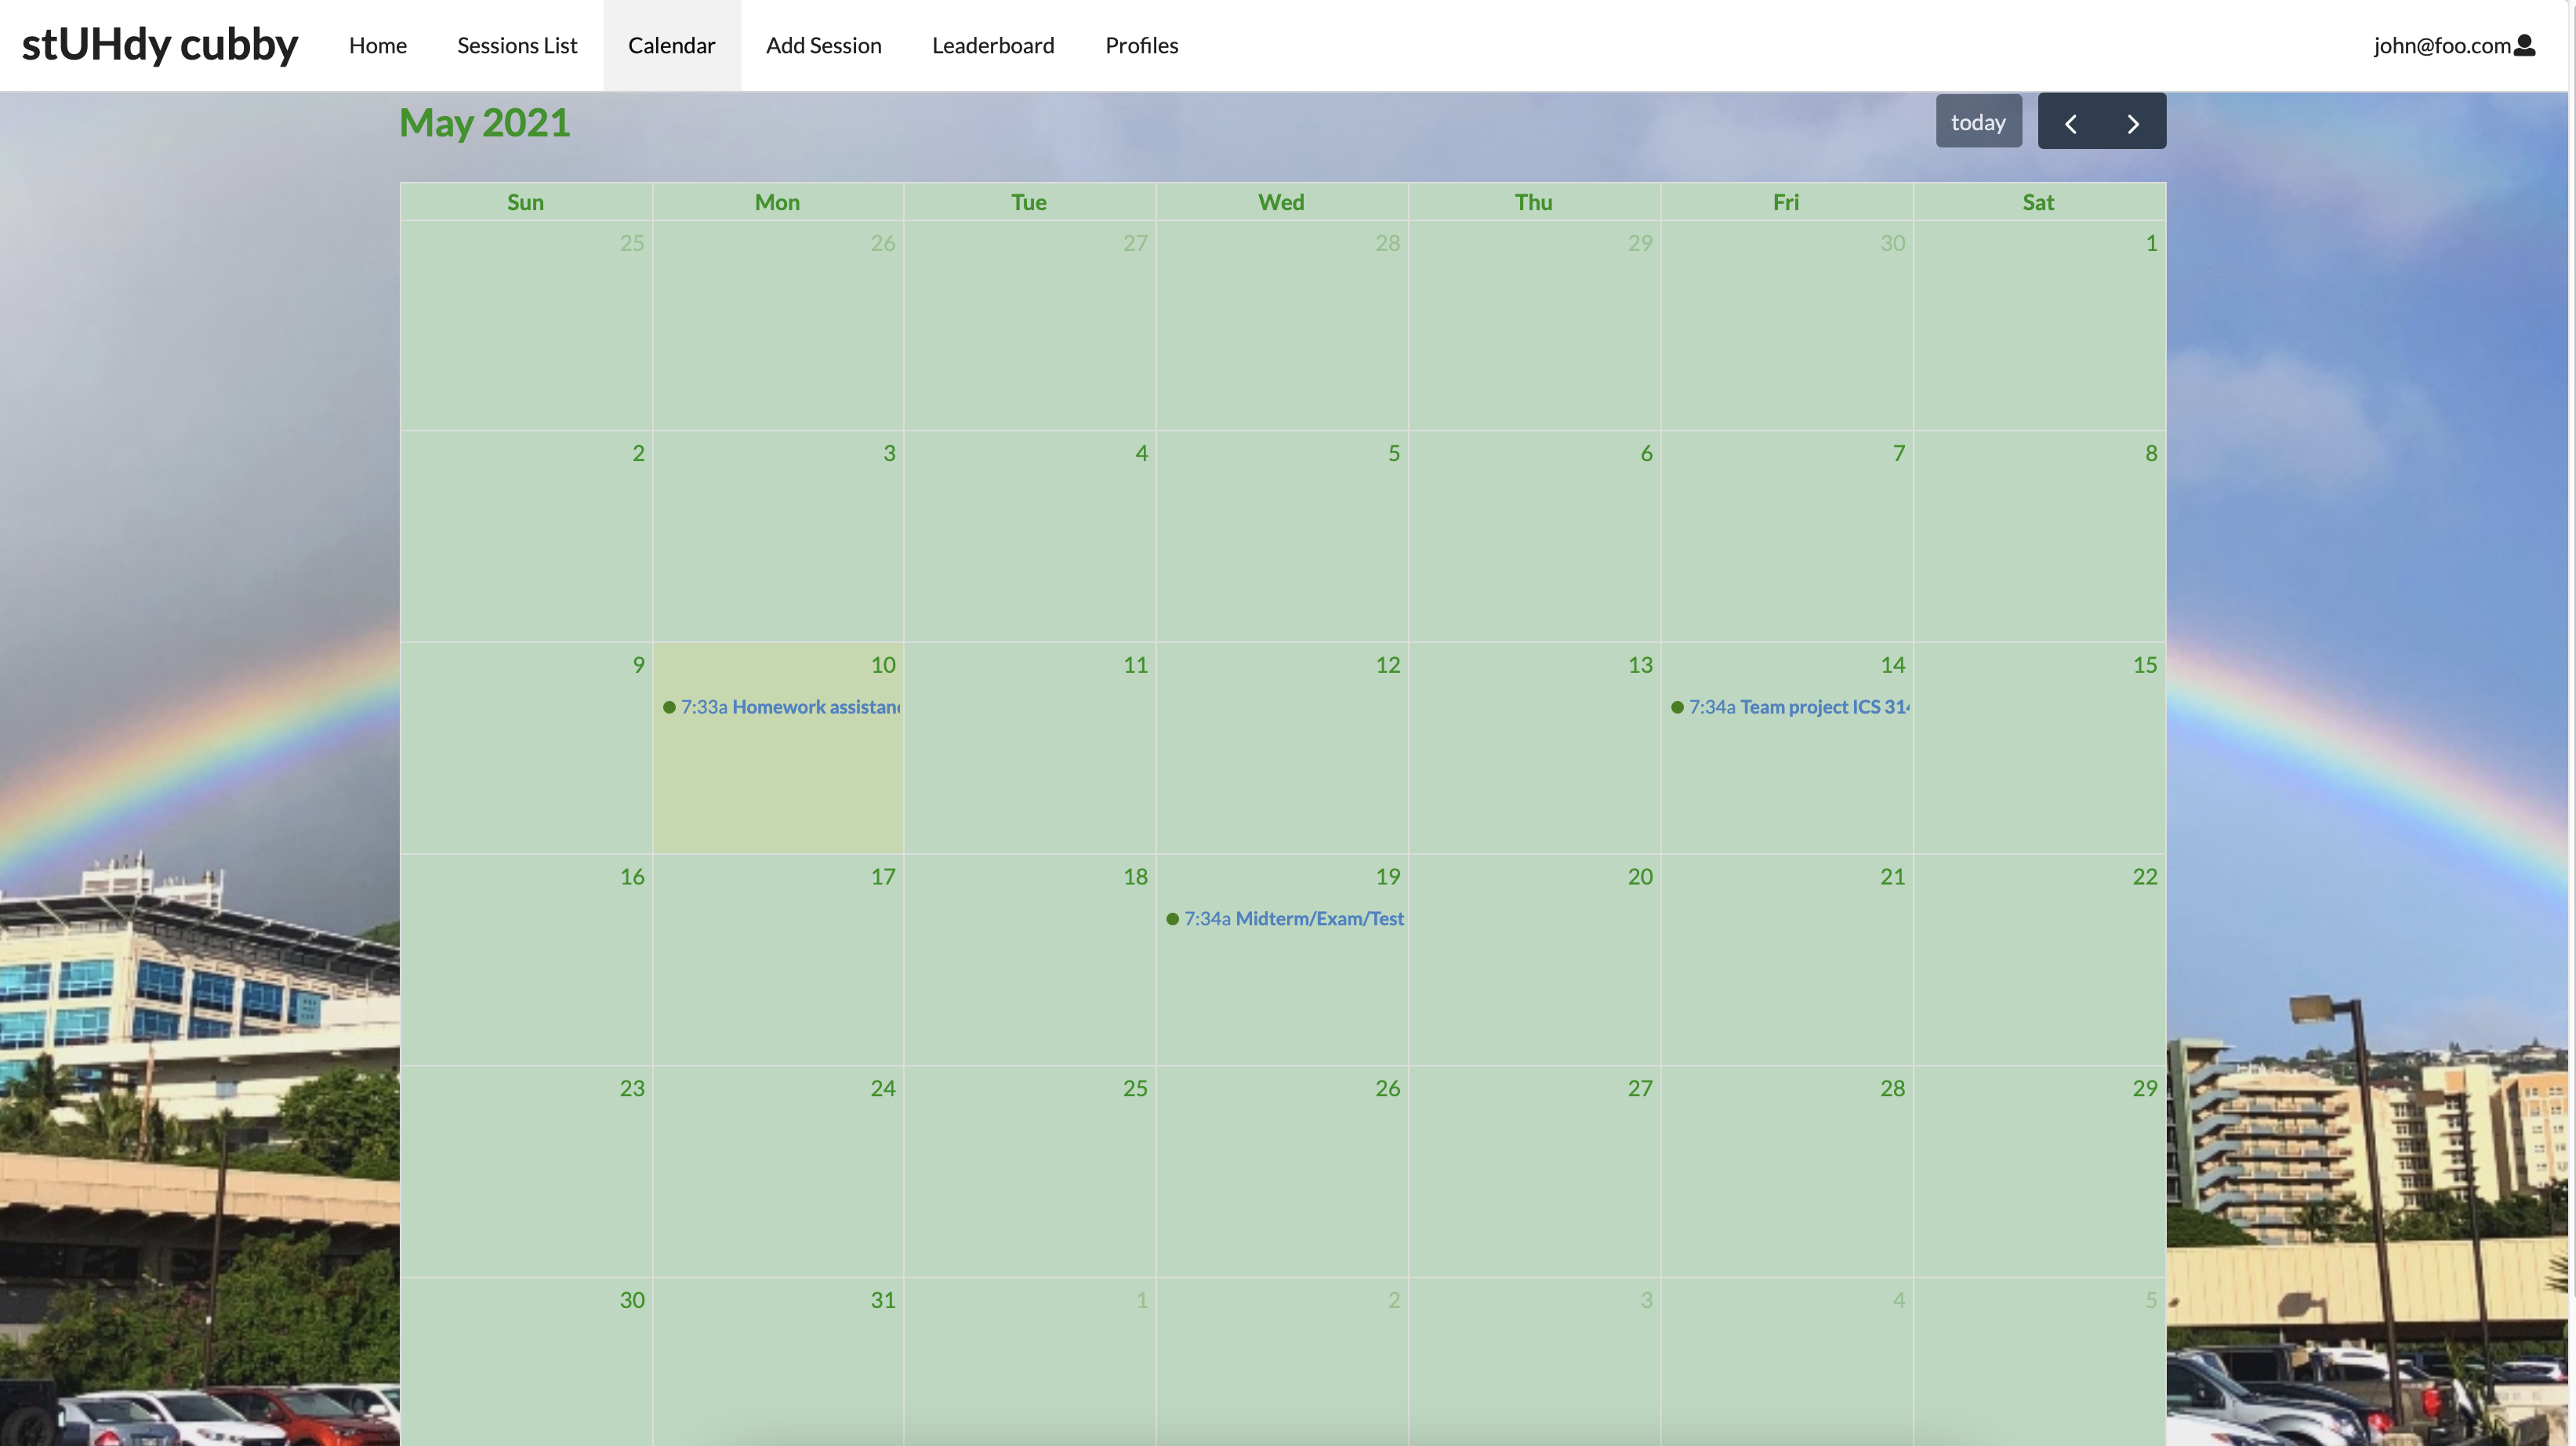 stUHdy cubby Home Sessions List Calendar Add Session Leaderboard Profiles john@foo.com
May 2021 today
Sun Mon Tue Wed Thu Fri Sat
25 26 27 28 29 30 1
2 3 4 5 6 7 8
9 10 11 12 13 14 15
7:33a Homework 7:34a Team project ICS
16 17 18 19 20 21 22
7:34a Midterm/Exam/Test
23 24 25 26 27 28 29
30 31 1 2 3 4 5